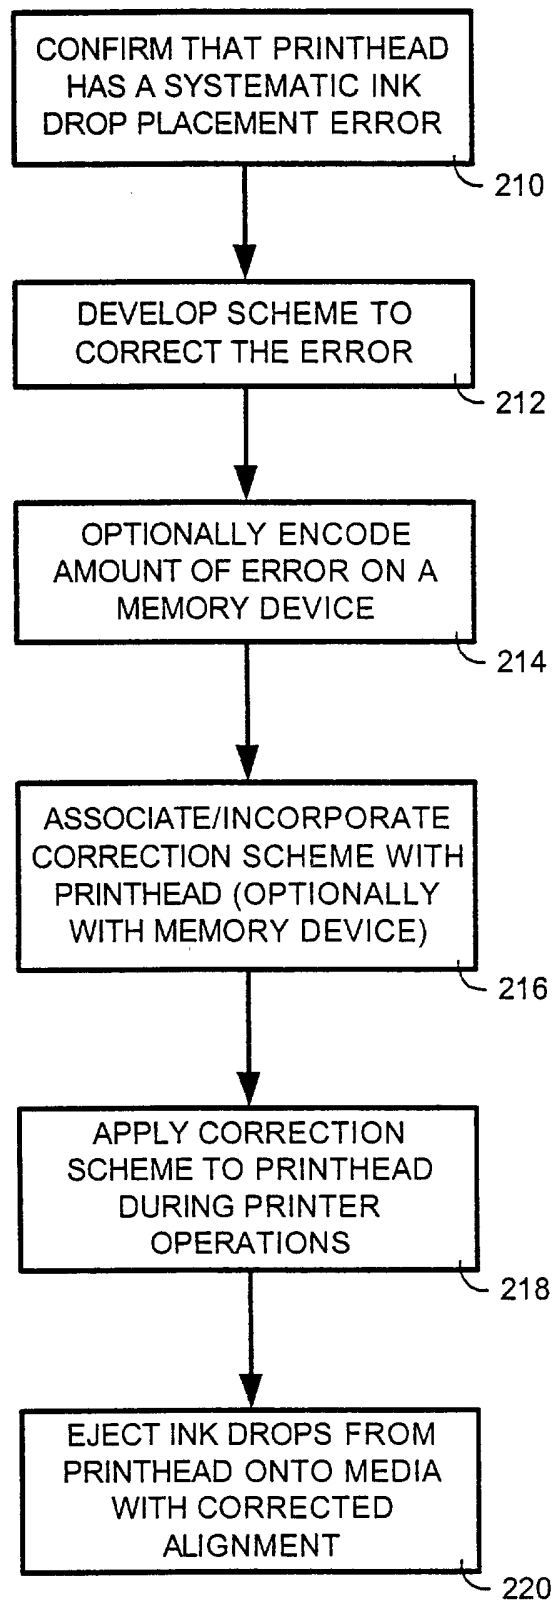 CONFIRM THAT PRINTHEAD
HAS A SYSTEMATIC INK
DROP PLACEMENT ERROR
210
DEVELOP SCHEME TO
CORRECT THE ERROR
212
OPTIONALLY ENCODE
AMOUNT OF ERROR ON A
MEMORY DEVICE
214
ASSOCIATE/INCORPORATE
CORRECTION SCHEME WITH
PRINTHEAD (OPTIONALLY
WITH MEMORY DEVICE)
216
APPLY CORRECTION
SCHEME TO PRINTHEAD
DURING PRINTER
OPERATIONS
218
EJECT INK DROPS FROM
PRINTHEAD ONTO MEDIA
WITH CORRECTED
ALIGNMENT
220